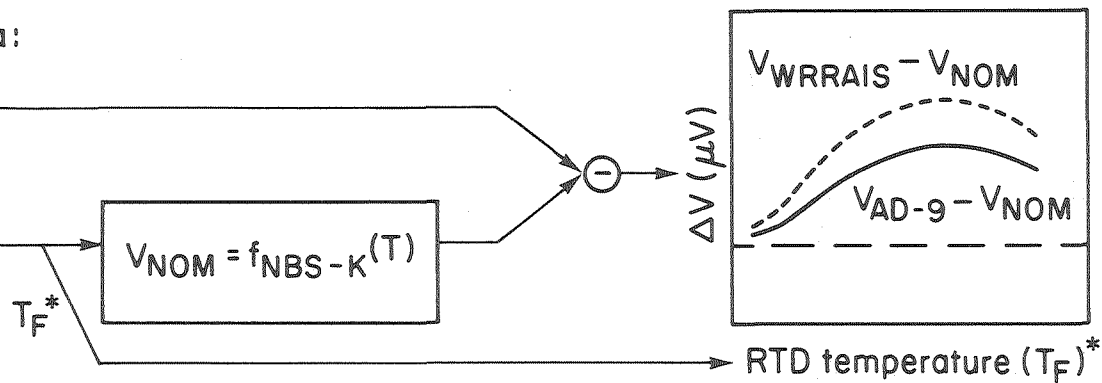 a:
V_WRRAIS – V_NOM
ΔV (μV)
V_AD-9 – V_NOM
V_NOM = f_NBS-K(T)
T_F*
RTD temperature (T_F)*